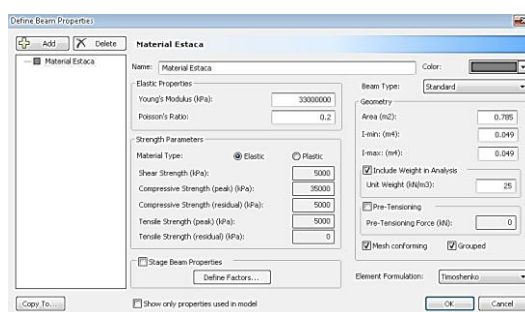 Define Beam Properties
Add
Delete
Material Estaca
Material Estaca
Name: Material Estaca
Color:
Elastic Properties
Young's Modulus (kPa): 33000000
Poisson's Ratio: 0.2
Strength Parameters
Material Type: Elastic Plastic
Shear Strength (kPa): 5000
Compressive Strength (peak) (kPa): 35000
Compressive Strength (residual) (kPa): 5000
Tensile Strength (peak) (kPa): 5000
Tensile Strength (residual) (kPa): 0
Stage Beam Properties
Define Factors...
Beam Type: Standard
Geometry
Area (m2): 0.785
I-min: (m4): 0.049
I-max: (m4): 0.049
Include Weight in Analysis
Unit Weight (kN/m3): 25
Pre-Tensioning
Pre-Tensioning Force (kN): 0
Mesh conforming Grouped
Element Formulation: Timoshenko
Copy To...
Show only properties used in model
OK
Cancel